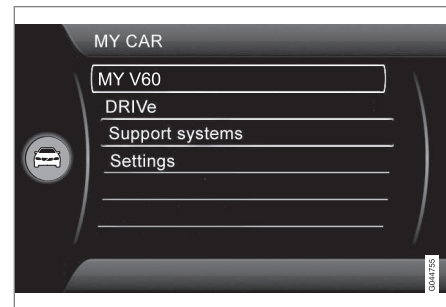 MY CAR
MY V60
DRIVe
Support systems
Settings
G044755